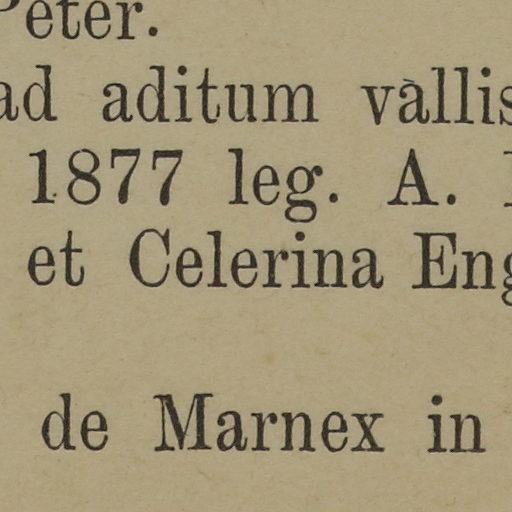 Peter.
ad aditum vallis
1877 leg. A.
et Celerina Eng
de Marnex in